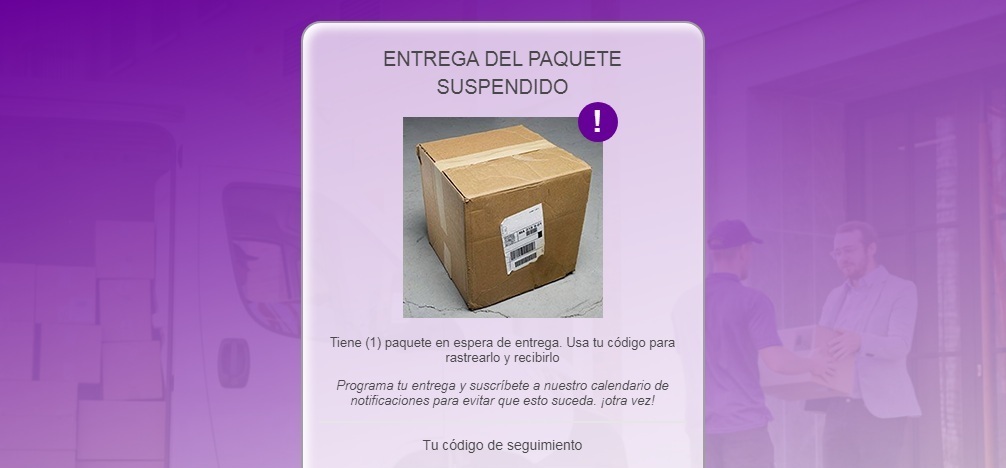 ENTREGA DEL PAQUETE
SUSPENDIDO
!
Tiene (1) paquete en espera de entrega. Usa tu código para
rastrearlo y recibirlo
Programa tu entrega y suscríbete a nuestro calendario de
notificaciones para evitar que esto suceda. ¡otra vez!
Tu código de seguimiento